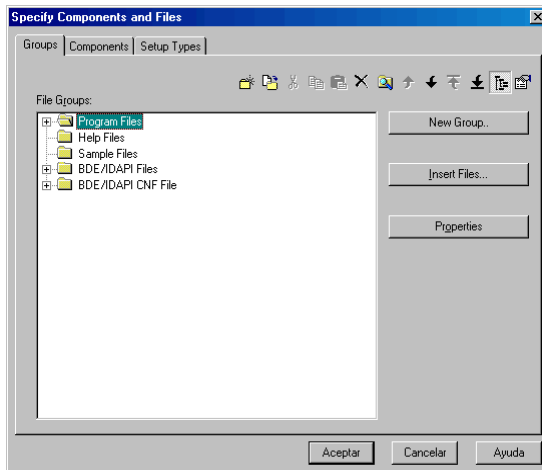 Specify Components and Files
Groups Components Setup Types
File Groups:
Program Files
Help Files
Sample Files
BDE/IDAPI Files
BDE/IDAPI CNF File
New Group..
Insert Files...
Properties
Aceptar Cancelar Ayuda